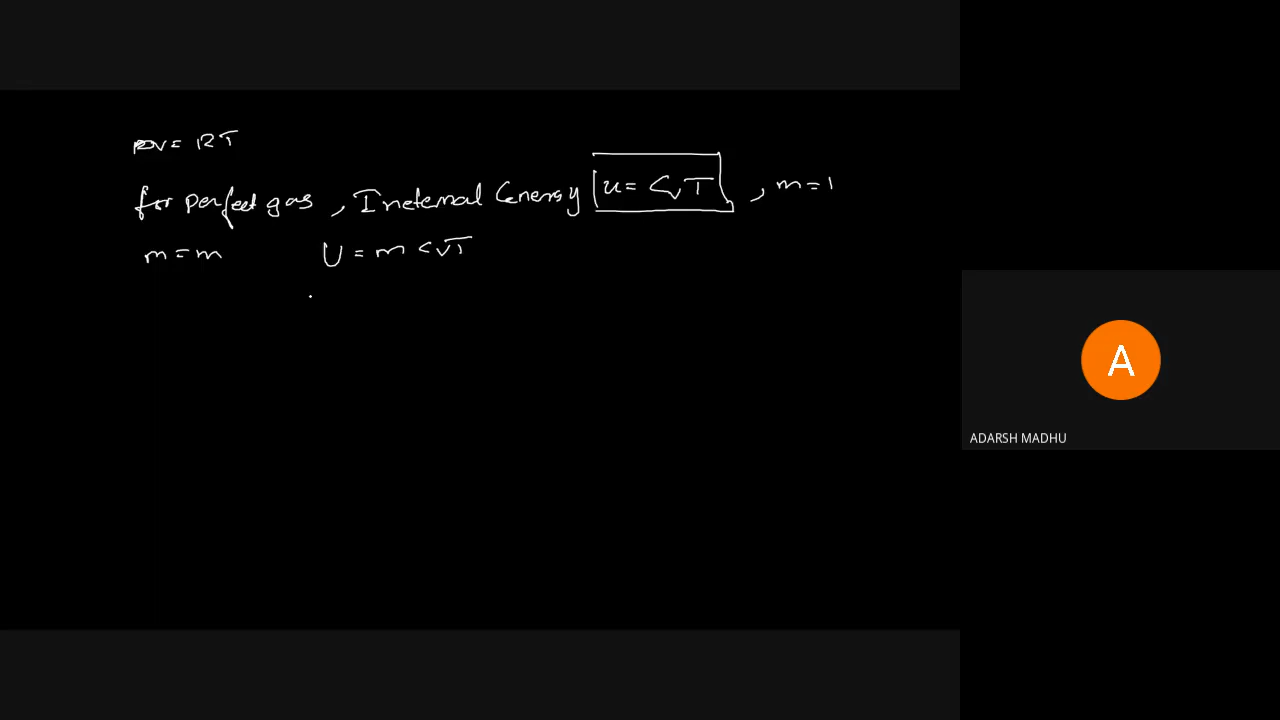 pv = RT
for perfect gas, Internal Energy u = CvT, m = 1
m = m U = m CvT
A
ADARSH MADHU